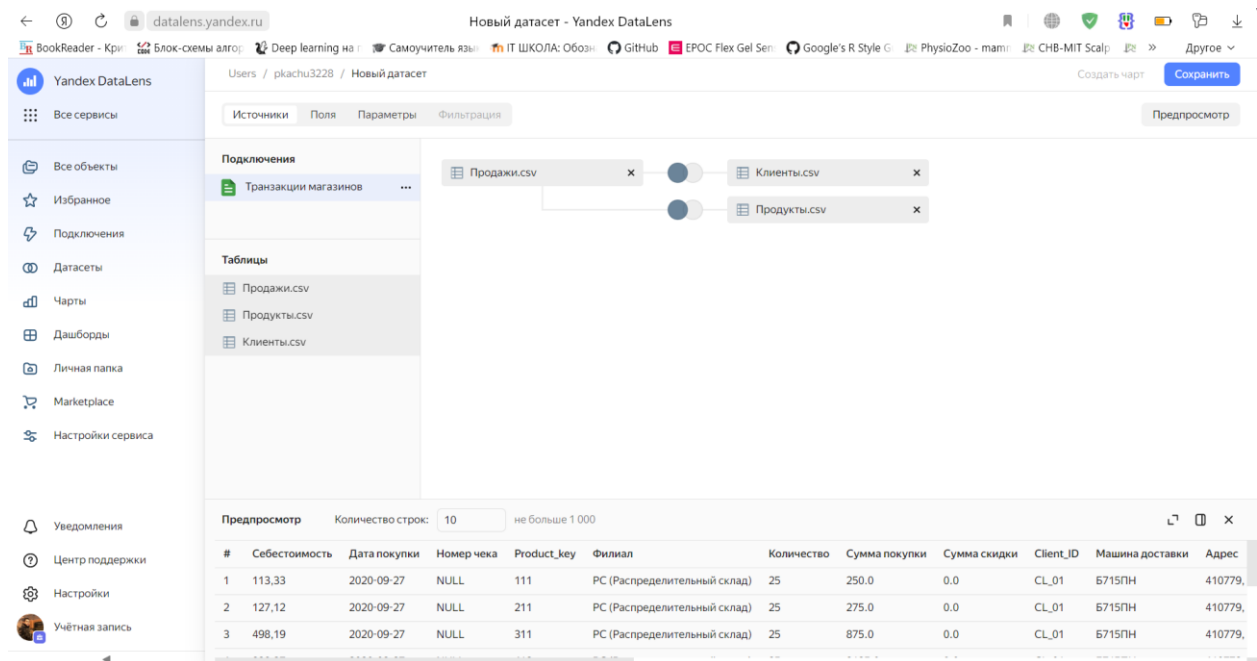 datalens.yandex.ru Новый датасет - Yandex DataLens
BookReader - Кри Блок-схемы алгор Deep learning на Самоучитель язы IT ШКОЛА: Обозн GitHub EPOC Flex Gel Sen Google's R Style G PhysioZoo - mamm CHB-MIT Scalp » Другое
Yandex DataLens Users / pkachu3228 / Новый датасет Создать чарт Сохранить
Все сервисы Источники Поля Параметры Фильтрация Предпросмотр
Все объекты
Избранное
Подключения
Датасеты
Чарты
Дашборды
Личная папка
Marketplace
Настройки сервиса
Уведомления
Центр поддержки
Настройки
Учётная запись
Подключения
Транзакции магазинов ...
Таблицы
Продажи.csv
Продукты.csv
Клиенты.csv
Продажи.csv Клиенты.csv
Продукты.csv
Предпросмотр Количество строк: 10 не больше 1 000
# Себестоимость Дата покупки Номер чека Product_key Филиал Количество Сумма покупки Сумма скидки Client_ID Машина доставки Адрес
1 113,33 2020-09-27 NULL 111 РС (Распределительный склад) 25 250.0 0.0 CL_01 Б715ПН 410779,
2 127,12 2020-09-27 NULL 211 РС (Распределительный склад) 25 275.0 0.0 CL_01 Б715ПН 410779,
3 498,19 2020-09-27 NULL 311 РС (Распределительный склад) 25 875.0 0.0 CL_01 Б715ПН 410779,